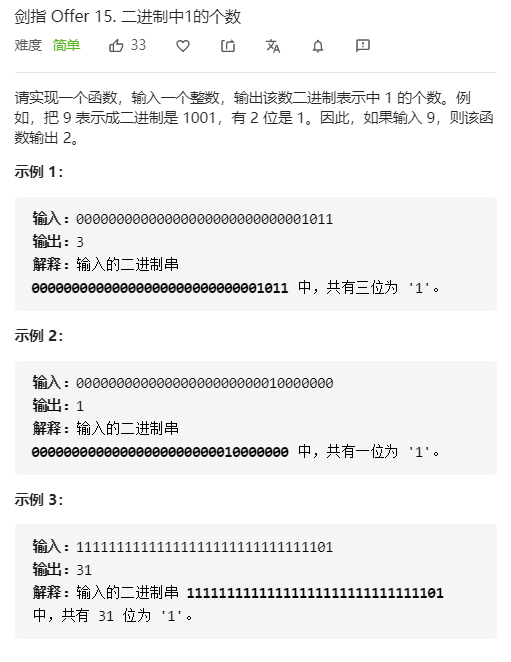 剑指 Offer 15. 二进制中1的个数
难度 简单 33
请实现一个函数，输入一个整数，输出该数二进制表示中 1 的个数。例
如，把 9 表示成二进制是 1001，有 2 位是 1。因此，如果输入 9，则该函
数输出 2。
示例 1：
输入：00000000000000000000000000001011
输出：3
解释：输入的二进制串
00000000000000000000000000001011 中，共有三位为 '1'。
示例 2：
输入：00000000000000000000000010000000
输出：1
解释：输入的二进制串
00000000000000000000000010000000 中，共有一位为 '1'。
示例 3：
输入：11111111111111111111111111111101
输出：31
解释：输入的二进制串 11111111111111111111111111111101
中，共有 31 位为 '1'。